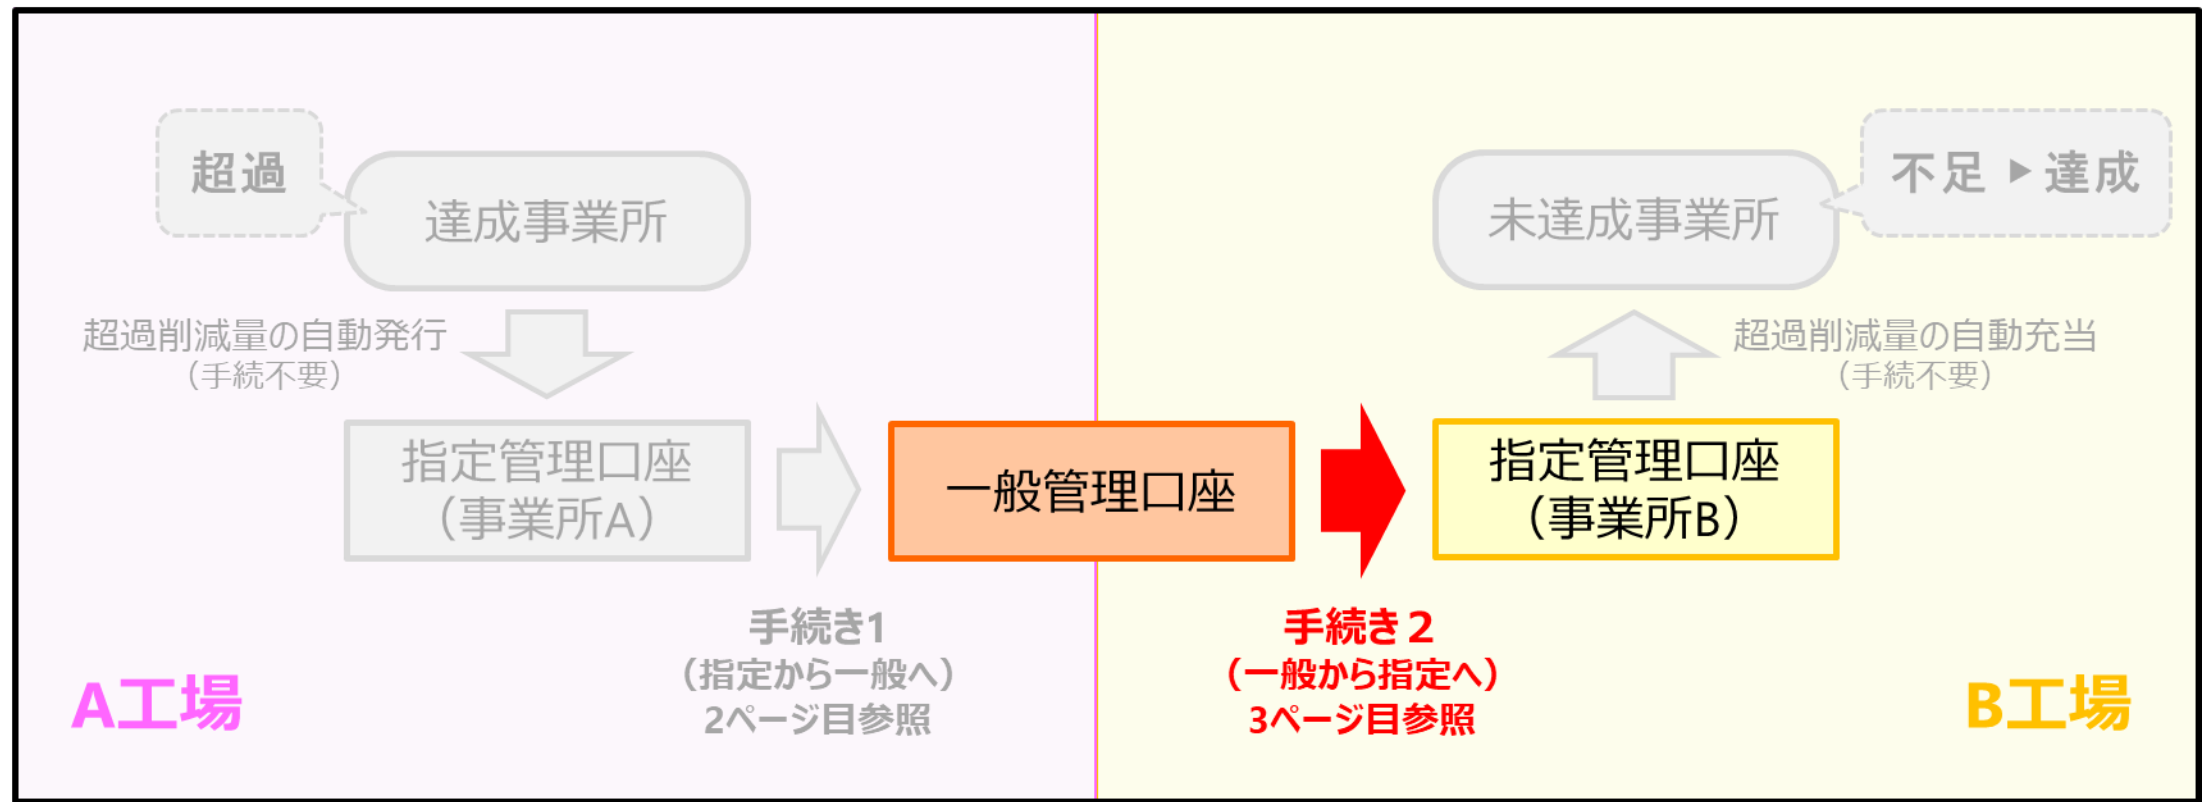 超過
達成事業所
超過削減量の自動発行
（手続不要）
指定管理口座
（事業所A）
手続き1
（指定から一般へ）
2ページ目参照
A工場
一般管理口座
不足 ▶ 達成
未達成事業所
超過削減量の自動充当
（手続不要）
指定管理口座
（事業所B）
手続き２
（一般から指定へ）
3ページ目参照
B工場